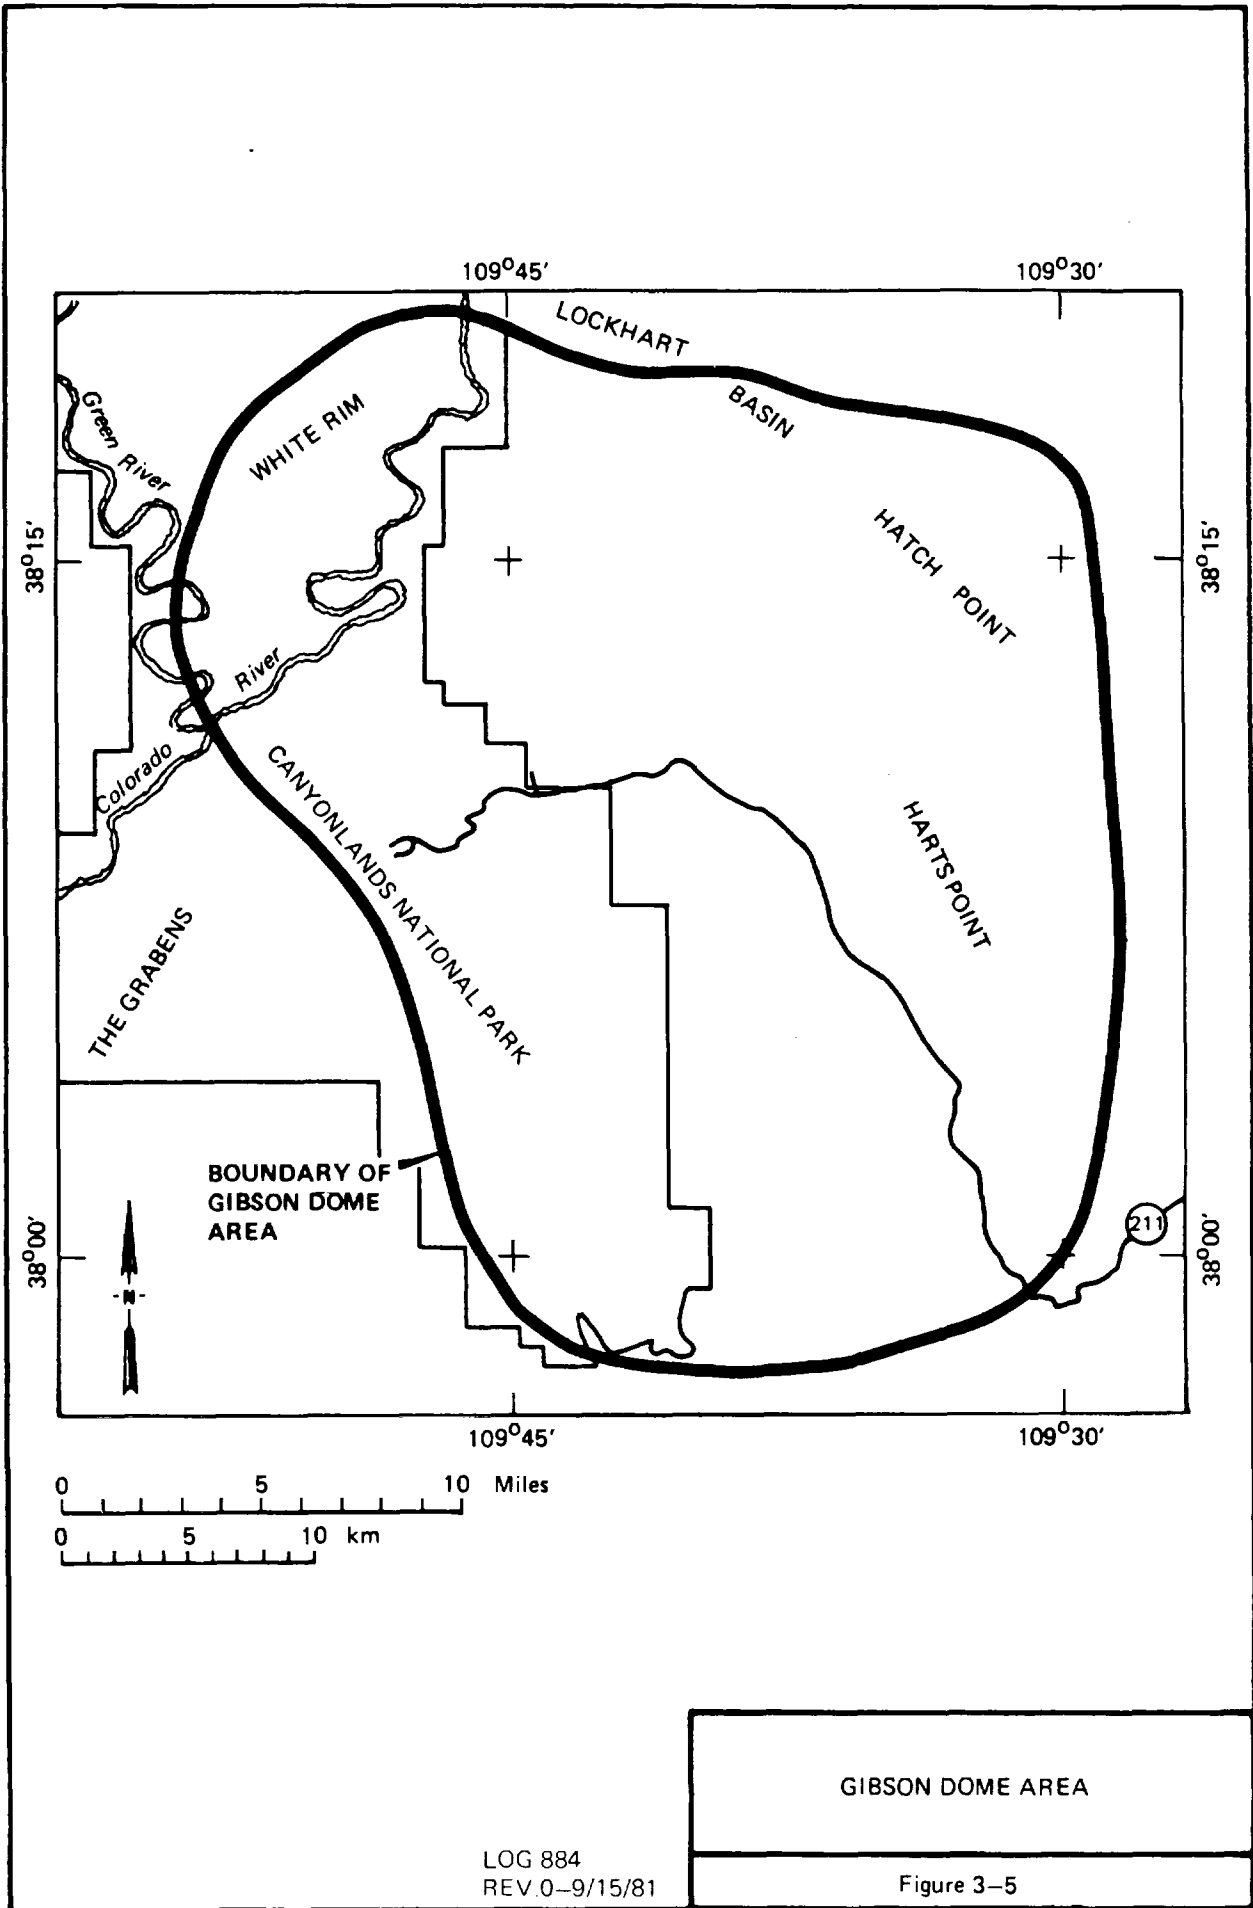 109°45'
109°30'
LOCKHART
BASIN
Green River
WHITE RIM
38°15'
38°15'
HATCH POINT
River
Colorado
CANYONLANDS NATIONAL PARK
HARTS POINT
THE GRABENS
BOUNDARY OF
GIBSON DOME
AREA
211
38°00'
38°00'
N
109°45'
109°30'
0 5 10 Miles
0 5 10 km
GIBSON DOME AREA
LOG 884
REV.0–9/15/81
Figure 3–5